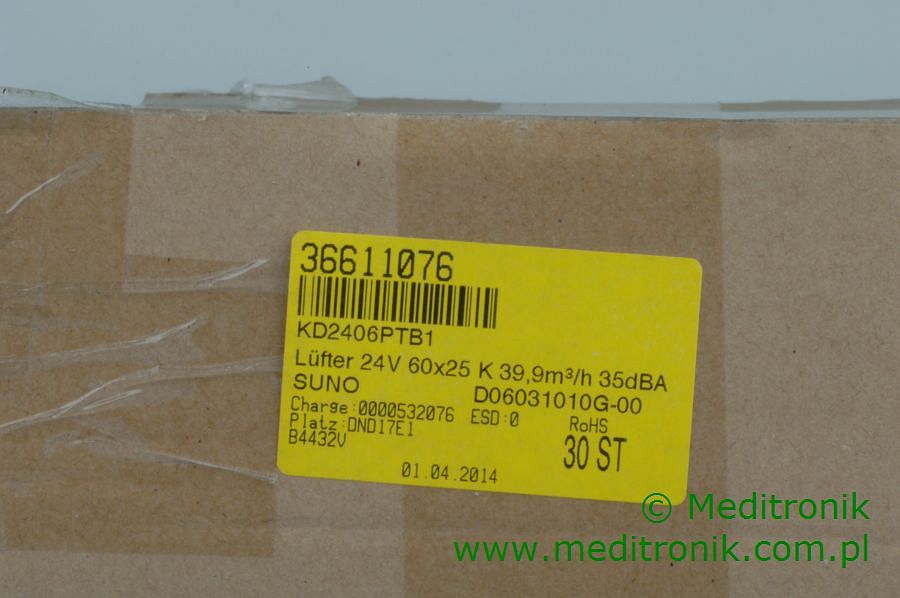 36611076
KD2406PTB1
Lüfter 24V 60x25 K 39,9m³/h 35dBA
SUNO D06031010G-00
Charge:0000532076 ESD:0 RoHS
Platz:DND17E1 30 ST
B4432V
01.04.2014
© Meditronik
www.meditronik.com.pl